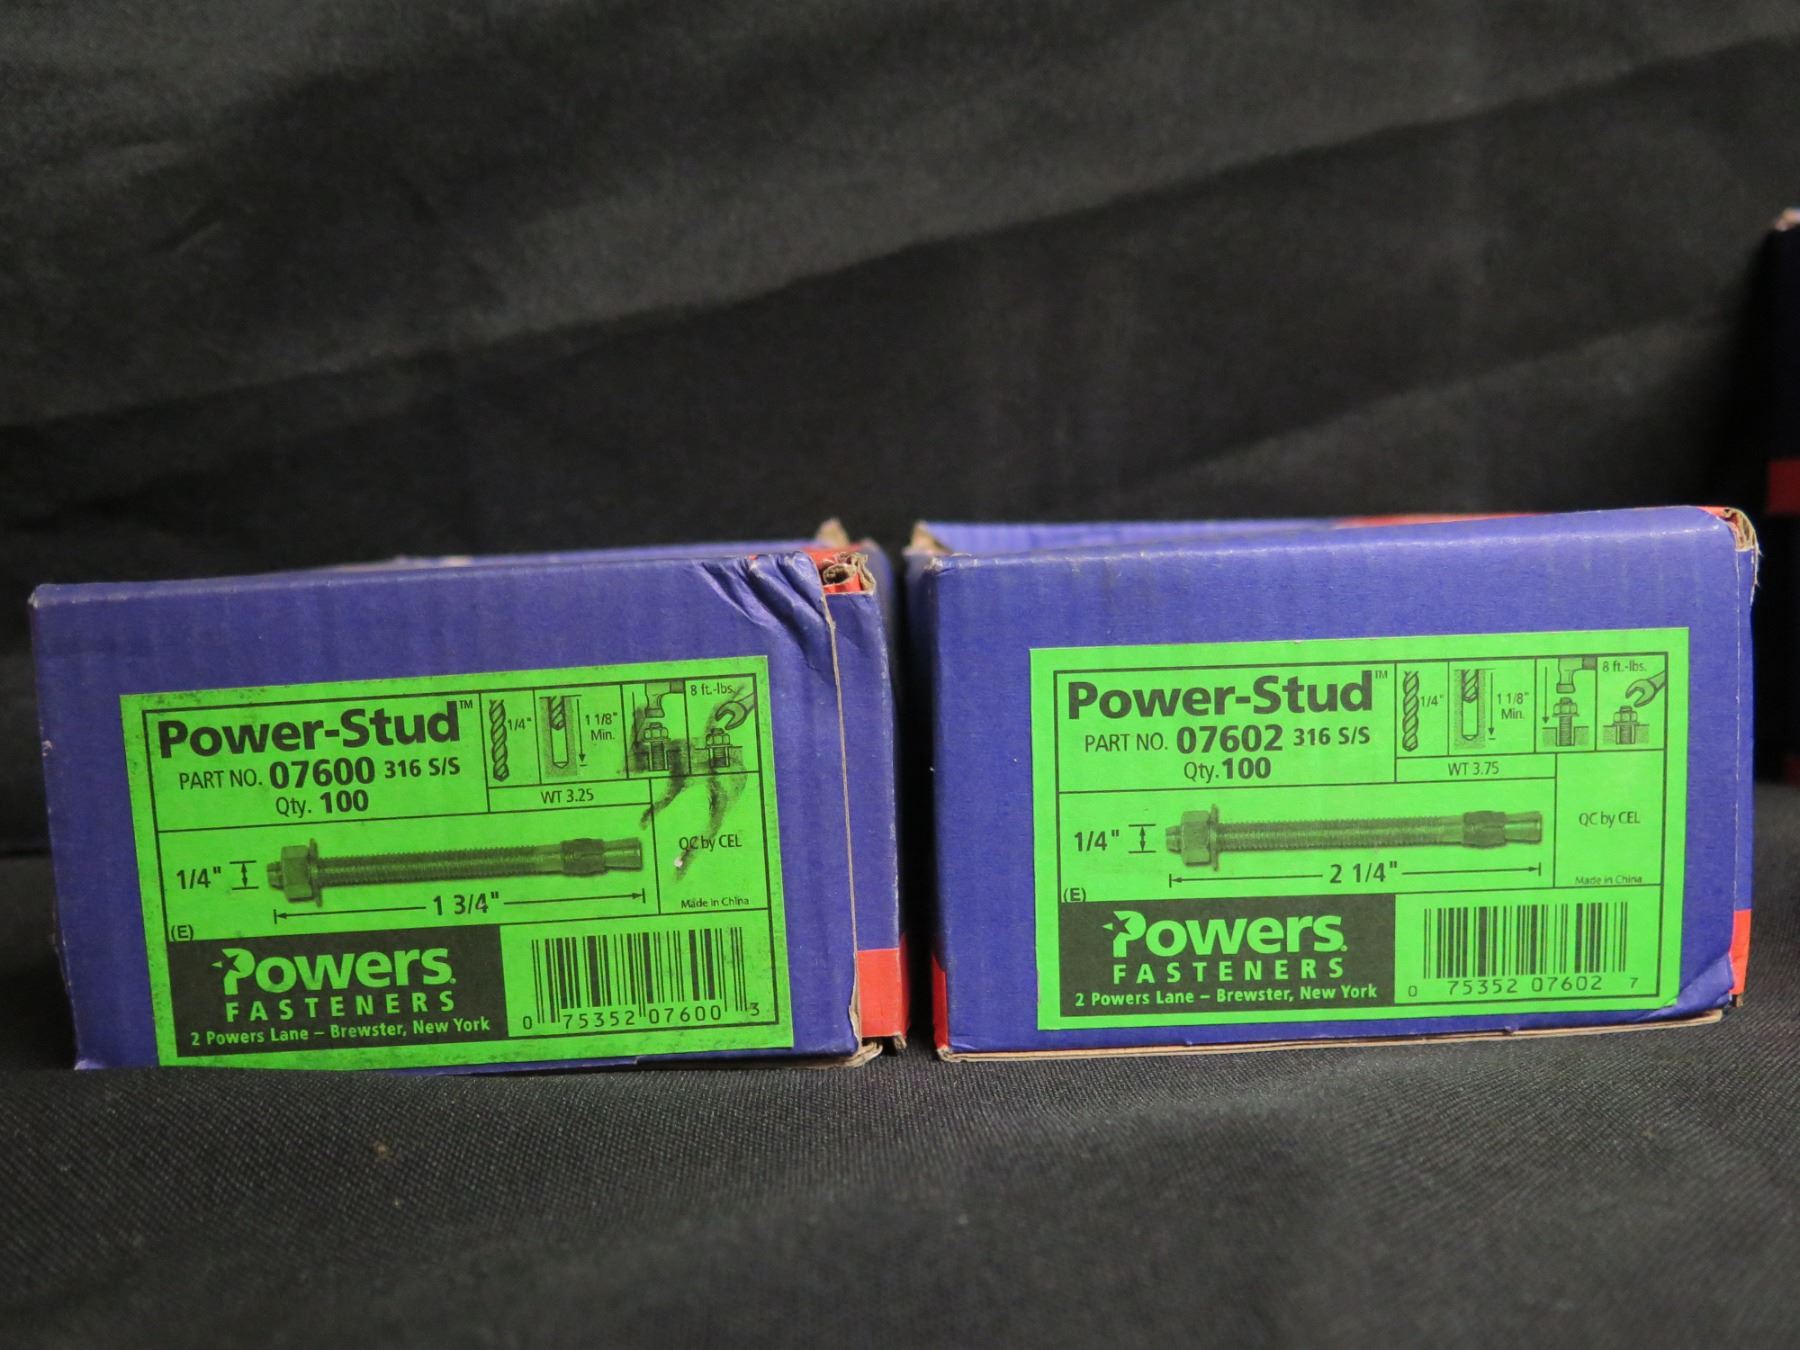 Power-Stud™
PART NO. 07600 316 S/S
Qty. 100
1/4"
1 1/8"
Min.
8 ft.-lbs.
WT 3.25
1/4"
1 3/4"
QC by CEL
Made in China
(E)
Powers.
FASTENERS
2 Powers Lane – Brewster, New York
0 75352 07600 3
Power-Stud™
PART NO. 07602 316 S/S
Qty. 100
1/4"
1 1/8"
Min.
8 ft.-lbs.
WT 3.75
1/4"
2 1/4"
QC by CEL
Made in China
(E)
Powers.
FASTENERS
2 Powers Lane – Brewster, New York
0 75352 07602 7